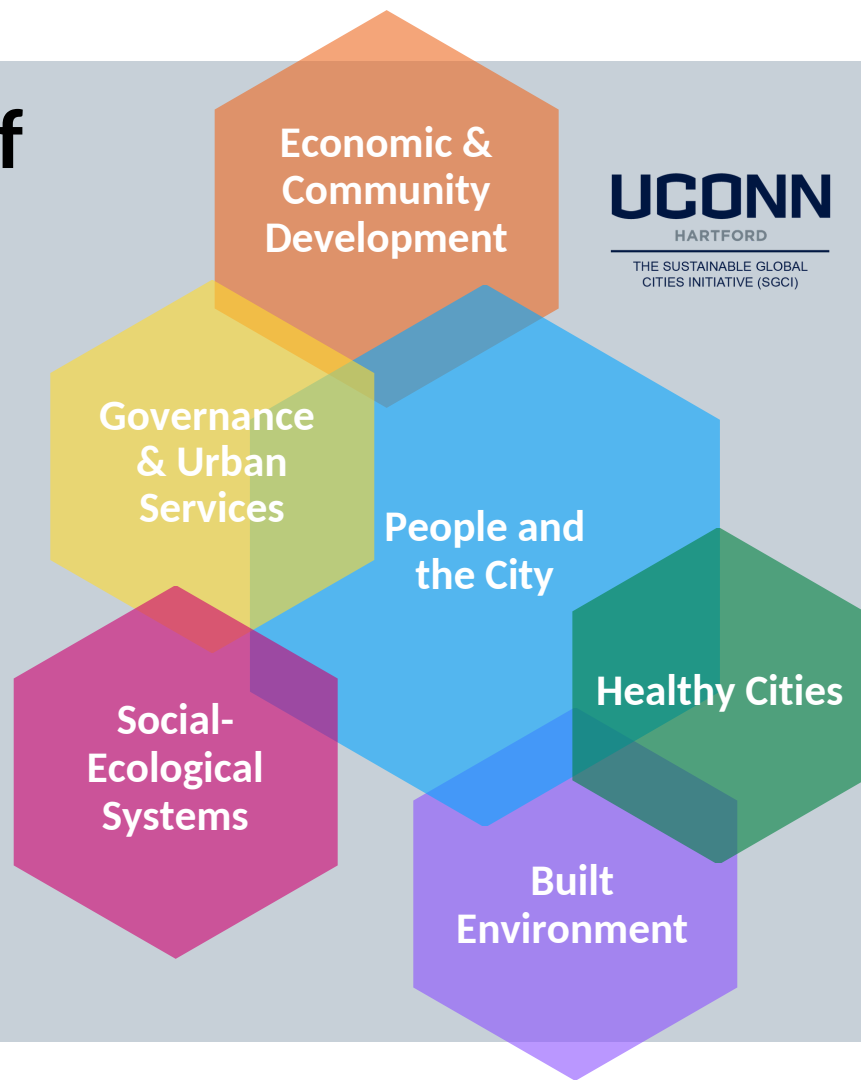 f
Economic &
Community
Development
UCONN
HARTFORD
THE SUSTAINABLE GLOBAL
CITIES INITIATIVE (SGCI)
Governance
& Urban
Services
People and
the City
Healthy Cities
Social-
Ecological
Systems
Built
Environment